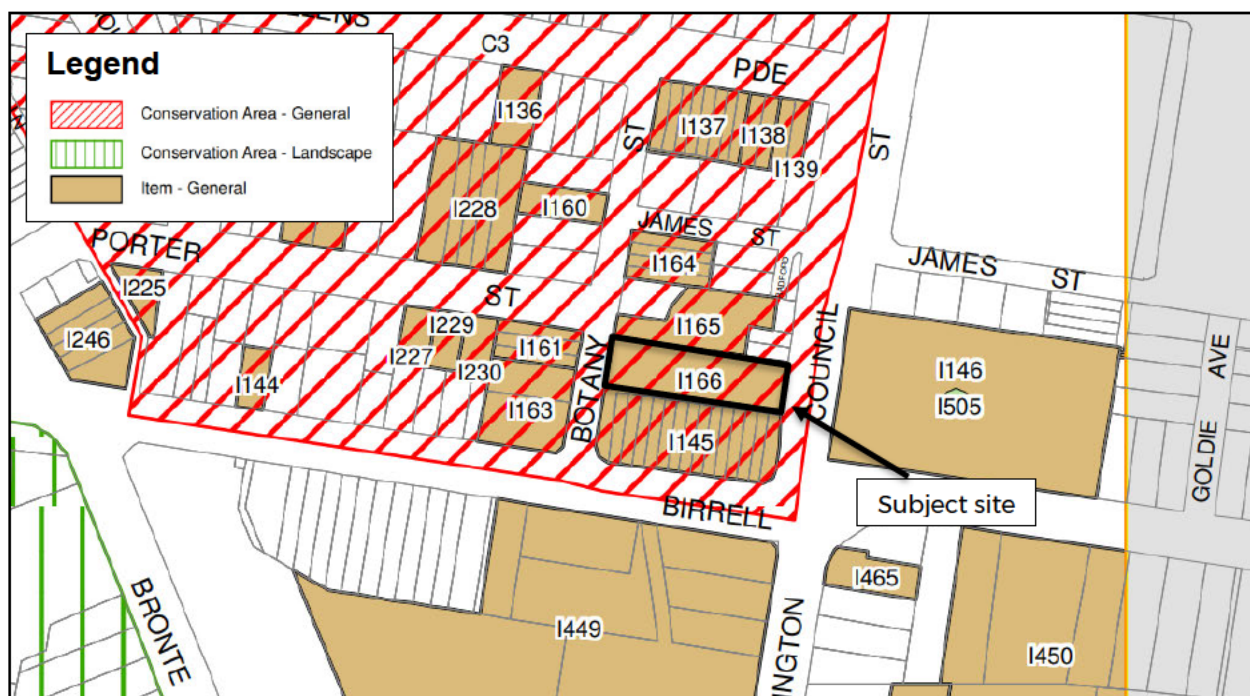 C3
Legend
Conservation Area - General
Conservation Area - Landscape
Item - General
PDE
I136
I137
I138
I139
ST
ST
I228
I160
JAMES
ST
I164
PORTER
I225
ST
JAMES ST
I246
I229
I227
I161
I230
I144
I163
BOTANY
I165
I166
I145
COUNCIL
I146
I505
AVE
GOLDIE
Subject site
BIRRELL
I465
BRONTE
I449
INGTON
I450